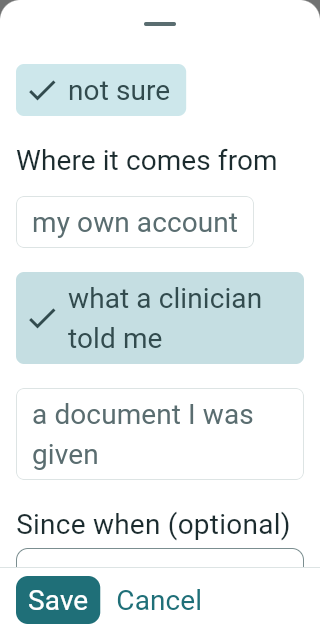 not sure
Where it comes from
my own account
what a clinician
told me
a document I was
given
Since when (optional)
Save
Cancel